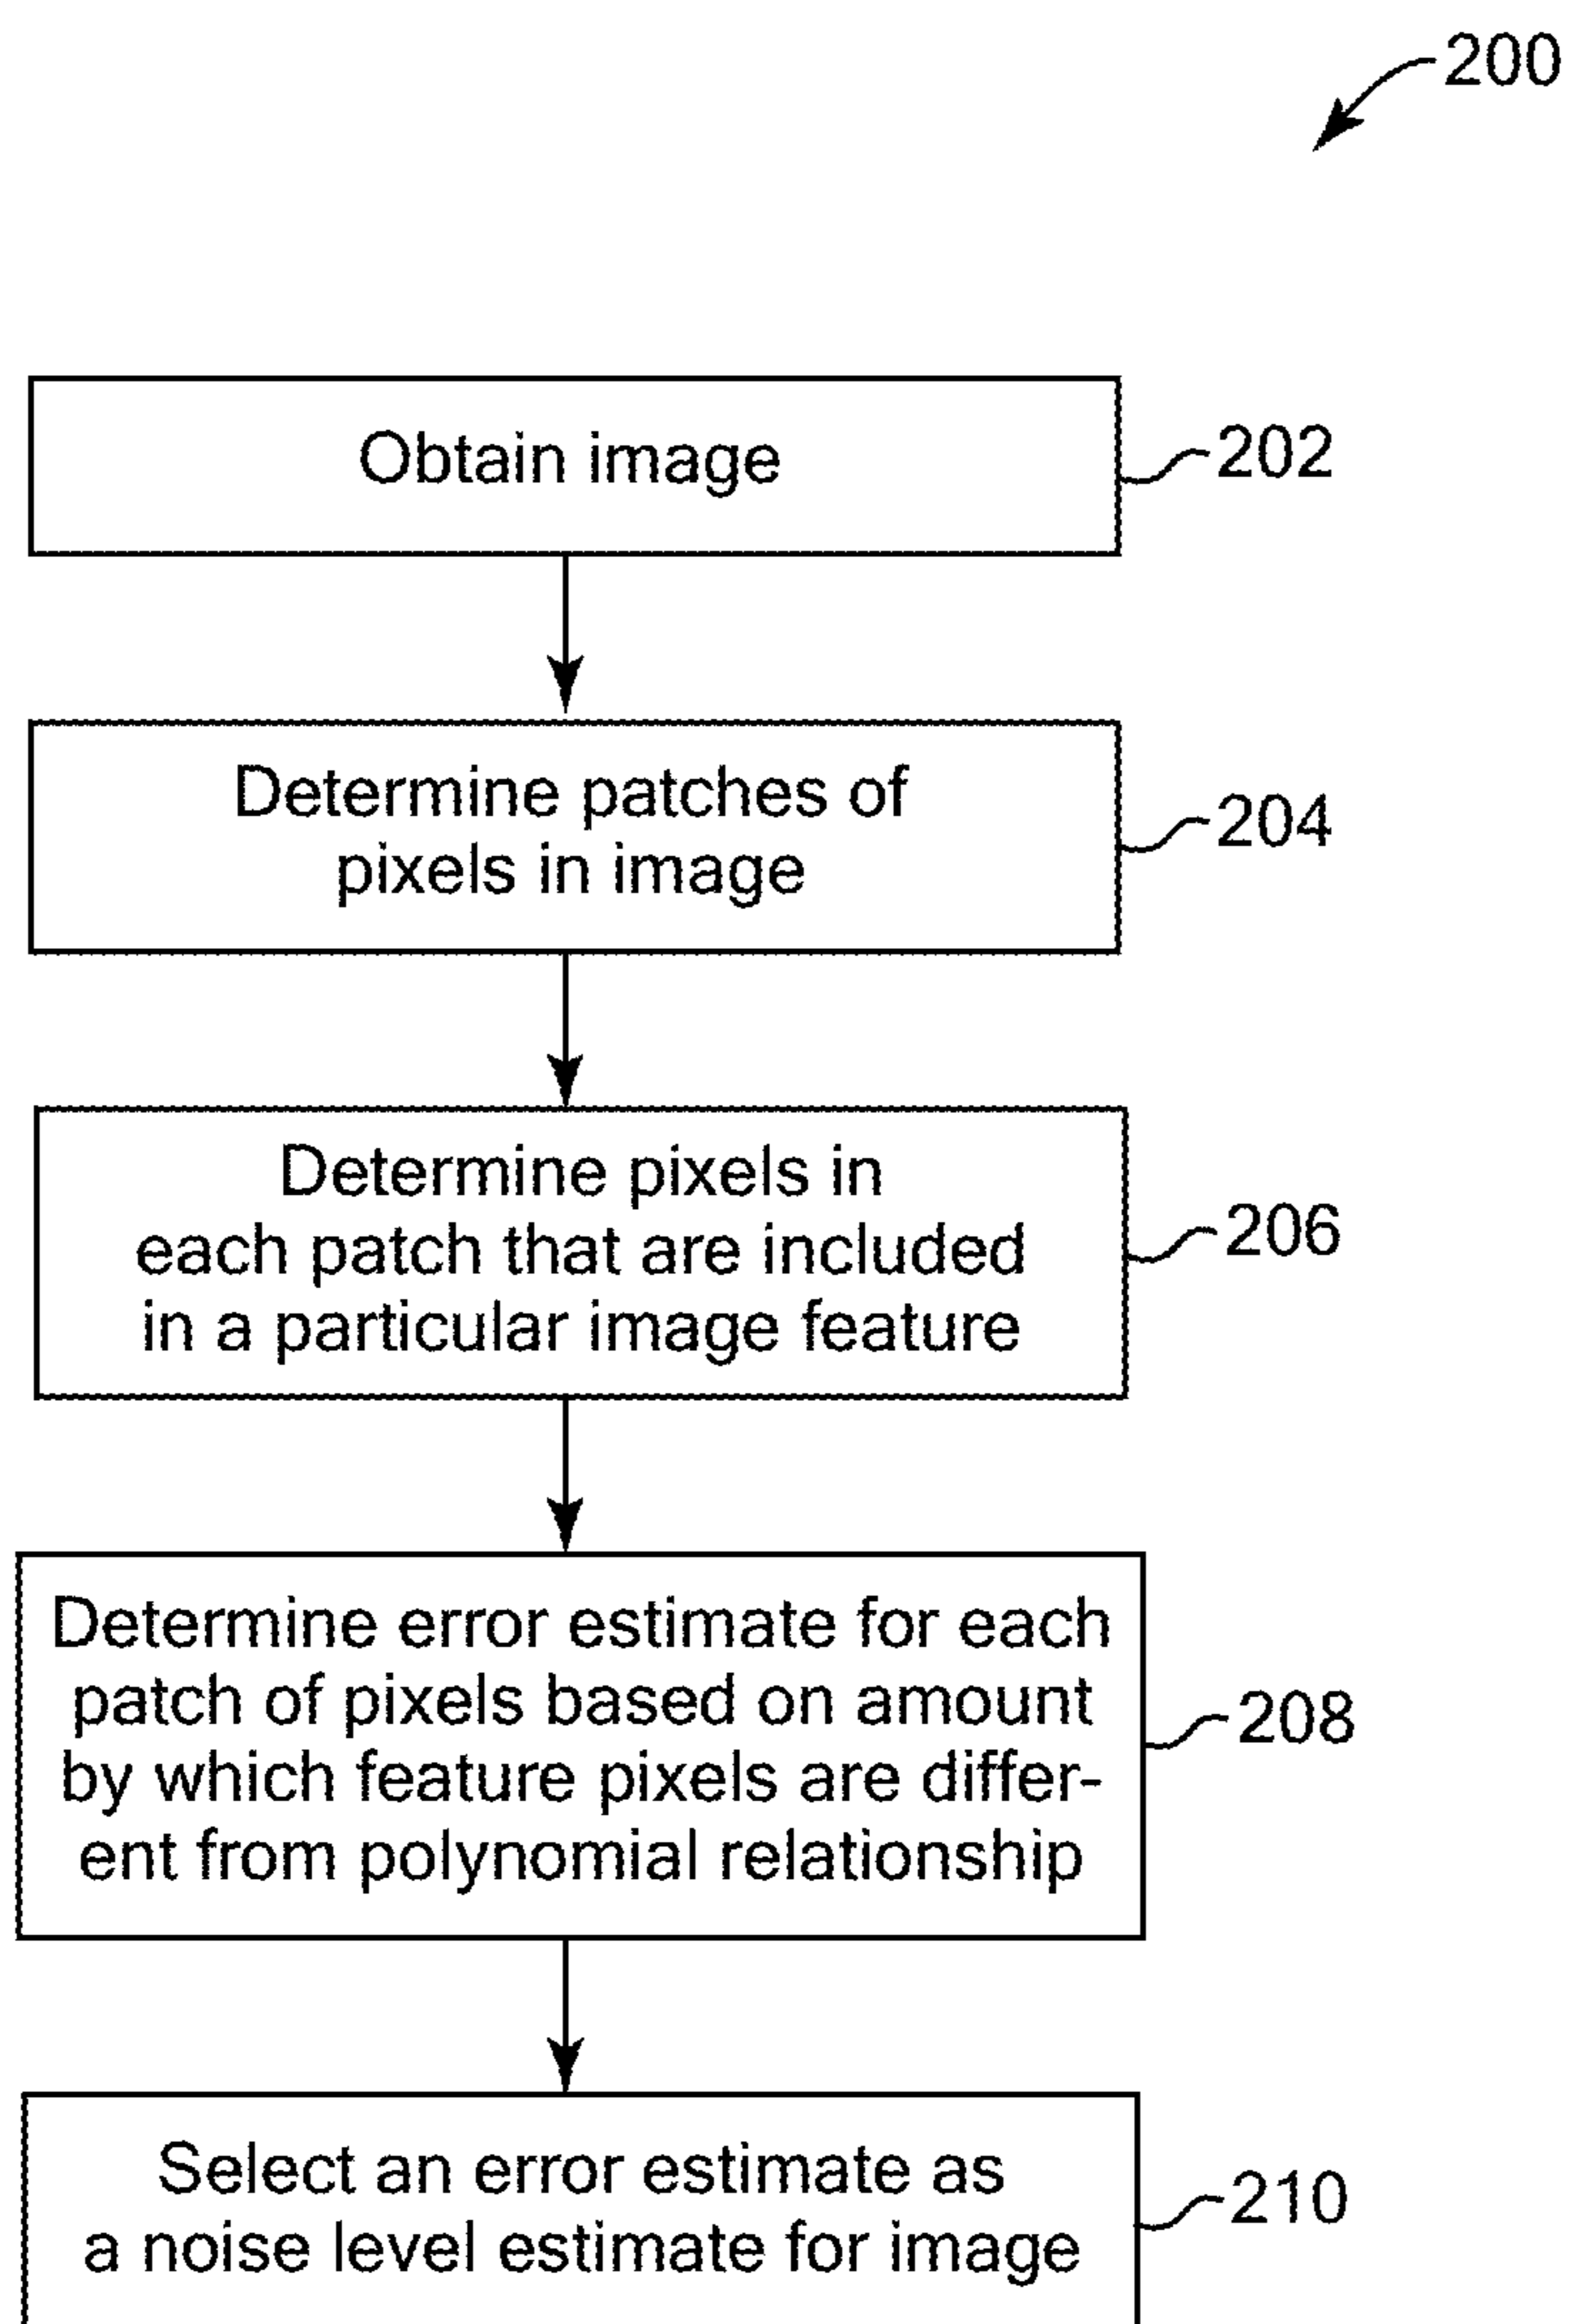 200
Obtain image
202
Determine patches of
pixels in image
204
Determine pixels in
each patch that are included
in a particular image feature
206
Determine error estimate for each
patch of pixels based on amount
by which feature pixels are differ-
ent from polynomial relationship
208
Select an error estimate as
a noise level estimate for image
210